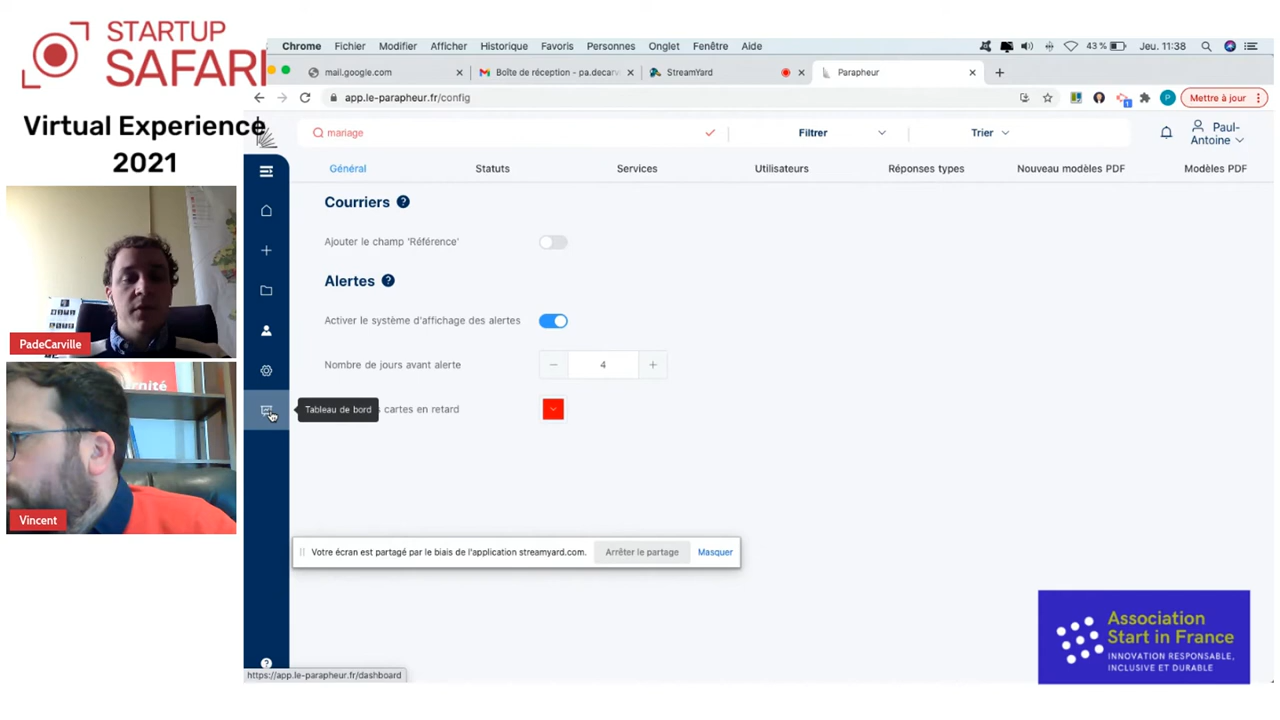 STARTUP
SAFARI
Virtual Experience
2021
PadeCarville
rnité
Vincent
Chrome Fichier Modifier Afficher Historique Favoris Personnes Onglet Fenêtre Aide
43 % Jeu. 11:38
mail.google.com × Boîte de réception - pa.decarv × StreamYard × Parapheur × +
app.le-parapheur.fr/config
1 P Mettre à jour
mariage
Filtrer
Trier
Paul-
Antoine
Général Statuts Services Utilisateurs Réponses types Nouveau modèles PDF Modèles PDF
Courriers ?
Ajouter le champ 'Référence'
Alertes ?
Activer le système d'affichage des alertes
Nombre de jours avant alerte − 4 +
Tableau de bord
cartes en retard
Votre écran est partagé par le biais de l'application streamyard.com. Arrêter le partage Masquer
?
https://app.le-parapheur.fr/dashboard
Association
Start in France
INNOVATION RESPONSABLE,
INCLUSIVE ET DURABLE